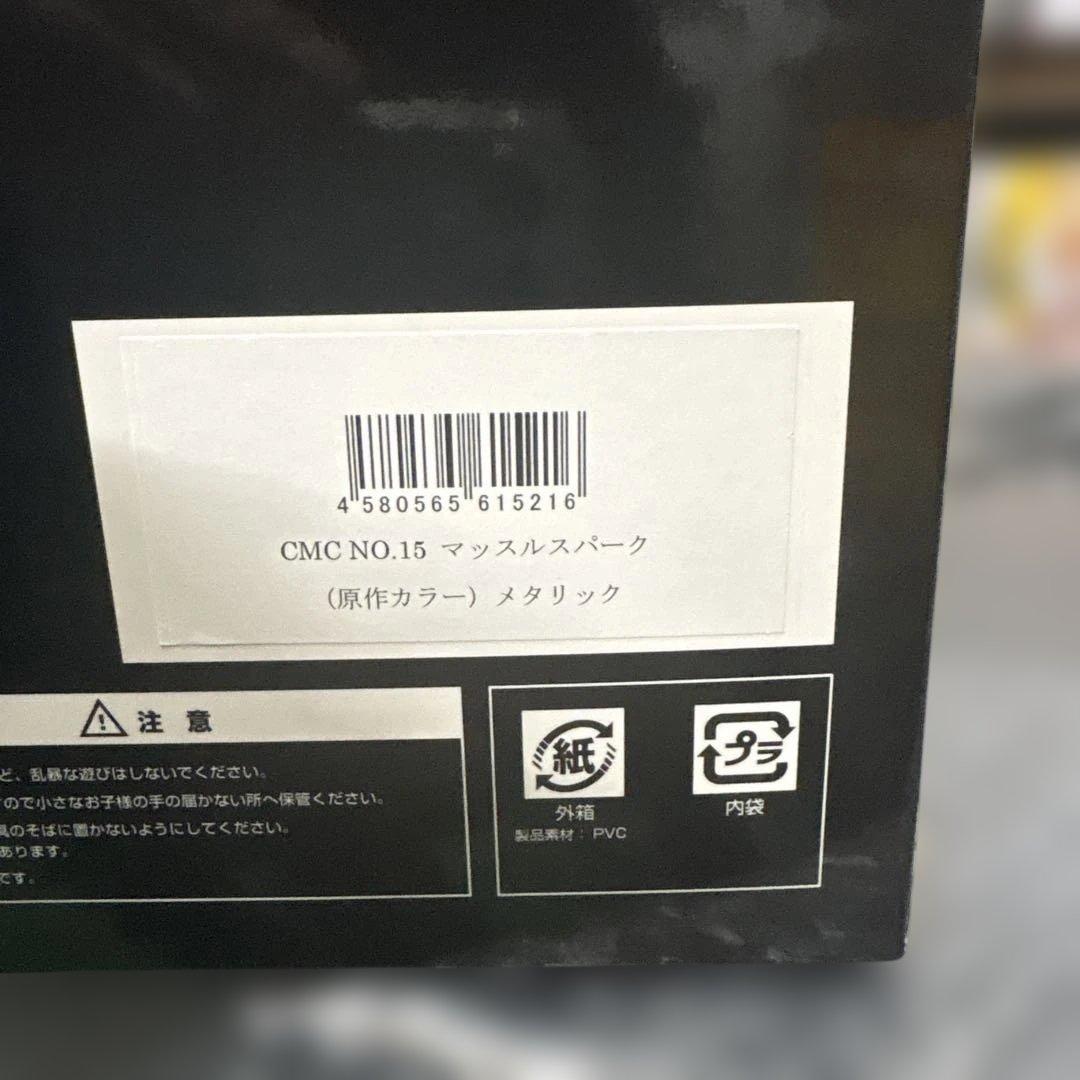 4 580565 615216
CMC NO.15 マッスルスパーク
（原作カラー）メタリック
注 意
ど、乱暴な遊びはしないでください。
ので小さなお子様の手の届かない所へ保管ください。
具のそばに置かないようにしてください。
あります。
です。
紙
外箱
製品素材：PVC
プラ
内袋